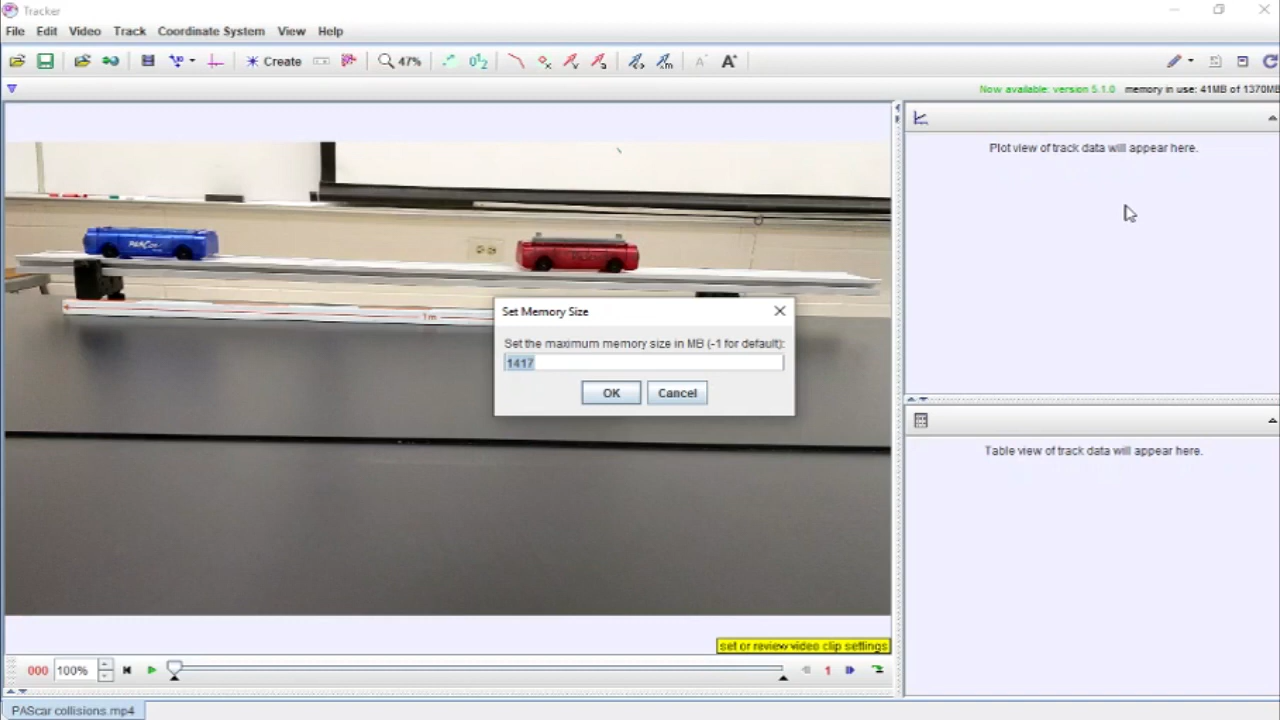 Tracker
File Edit Video Track Coordinate System View Help
Create 47% A A
Now available: version 5.1.0 memory in use: 41MB of 1370MB
Plot view of track data will appear here.
PASCar
1m
Set Memory Size
Set the maximum memory size in MB (-1 for default):
1417
OK Cancel
Table view of track data will appear here.
set or review video clip settings
000 100% 1
PAScar collisions.mp4